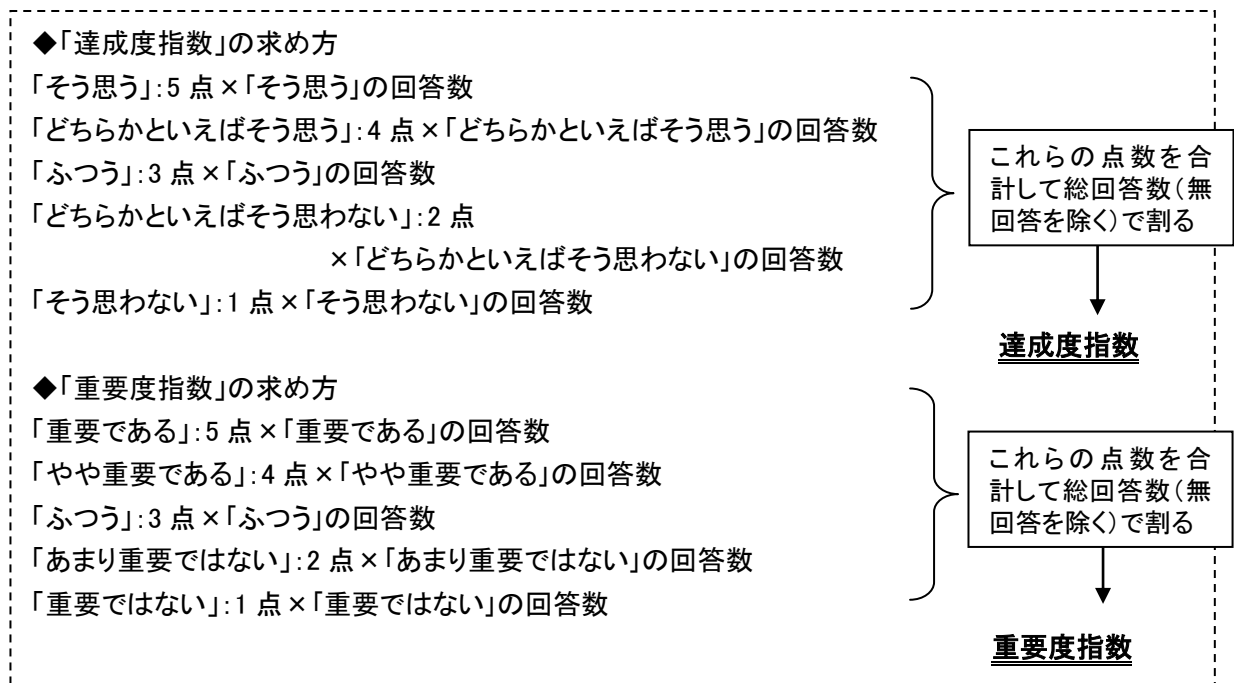 ◆「達成度指数」の求め方
「そう思う」:5 点×「そう思う」の回答数
「どちらかといえばそう思う」:4 点×「どちらかといえばそう思う」の回答数
「ふつう」:3 点×「ふつう」の回答数
「どちらかといえばそう思わない」:2 点
×「どちらかといえばそう思わない」の回答数
「そう思わない」:1 点×「そう思わない」の回答数
これらの点数を合
計して総回答数(無
回答を除く)で割る
達成度指数
◆「重要度指数」の求め方
「重要である」:5 点×「重要である」の回答数
「やや重要である」:4 点×「やや重要である」の回答数
「ふつう」:3 点×「ふつう」の回答数
「あまり重要ではない」:2 点×「あまり重要ではない」の回答数
「重要ではない」:1 点×「重要ではない」の回答数
これらの点数を合
計して総回答数(無
回答を除く)で割る
重要度指数